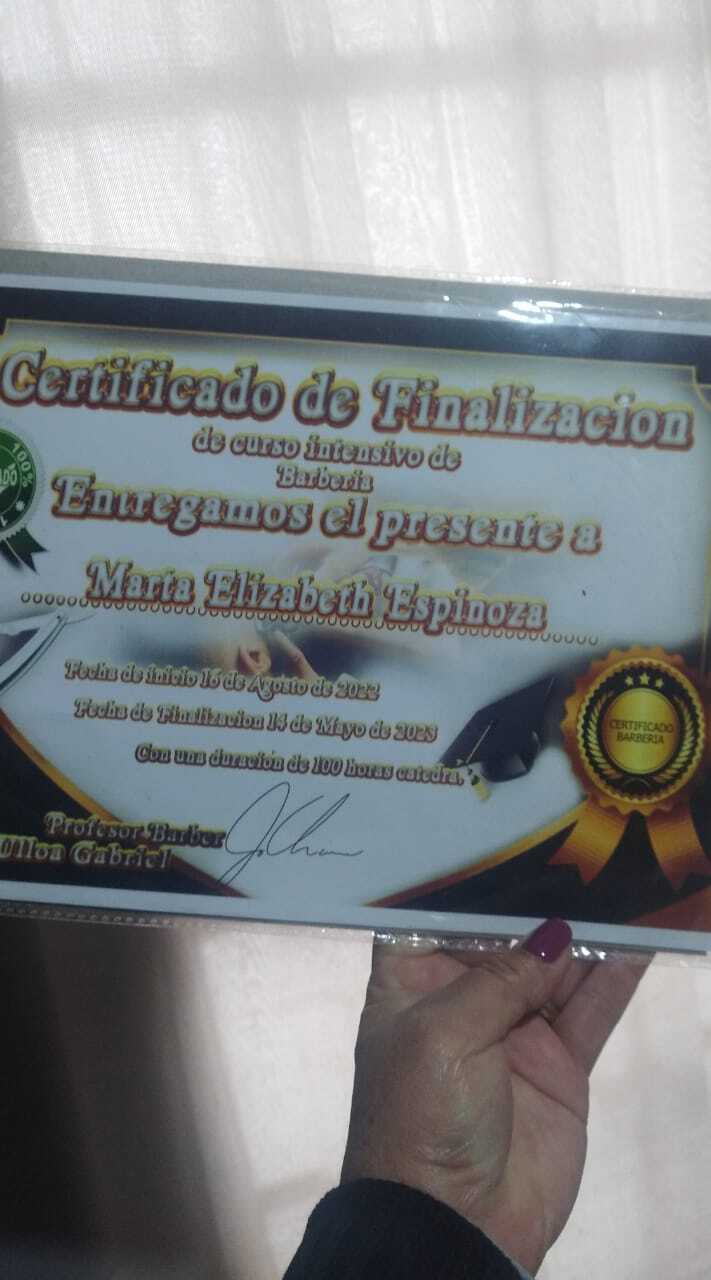 Certificado de Finalizacion
de curso intensivo de
Barberia
Entregamos el presente a
Marta Elizabeth Espinoza
Fecha de inicio 16 de Agosto de 2022
Fecha de Finalizacion 14 de Mayo de 2023
Con una duración de 100 horas catedra.
100%
CERTIFICADO
BARBERIA
Profesor Barber
Ulloa Gabriel